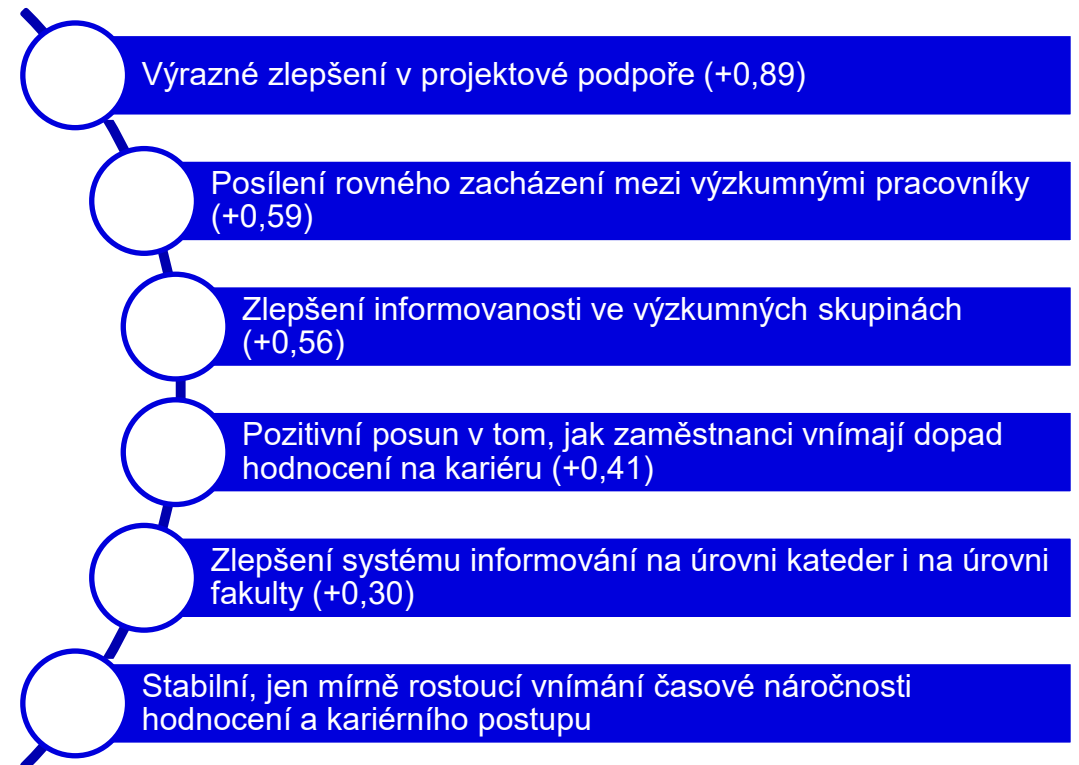 Výrazné zlepšení v projektové podpoře (+0,89)
Posílení rovného zacházení mezi výzkumnými pracovníky
(+0,59)
Zlepšení informovanosti ve výzkumných skupinách
(+0,56)
Pozitivní posun v tom, jak zaměstnanci vnímají dopad
hodnocení na kariéru (+0,41)
Zlepšení systému informování na úrovni kateder i na úrovni
fakulty (+0,30)
Stabilní, jen mírně rostoucí vnímání časové náročnosti
hodnocení a kariérního postupu